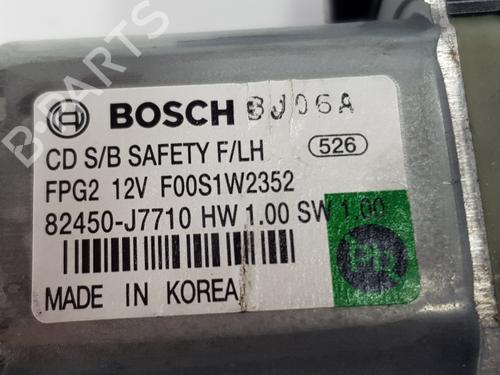 BOSCH BJ06A
CD S/B SAFETY F/LH 526
FPG2 12V F00S1W2352
82450-J7710 HW 1.00 SW 1.00
Pb
MADE IN KOREA